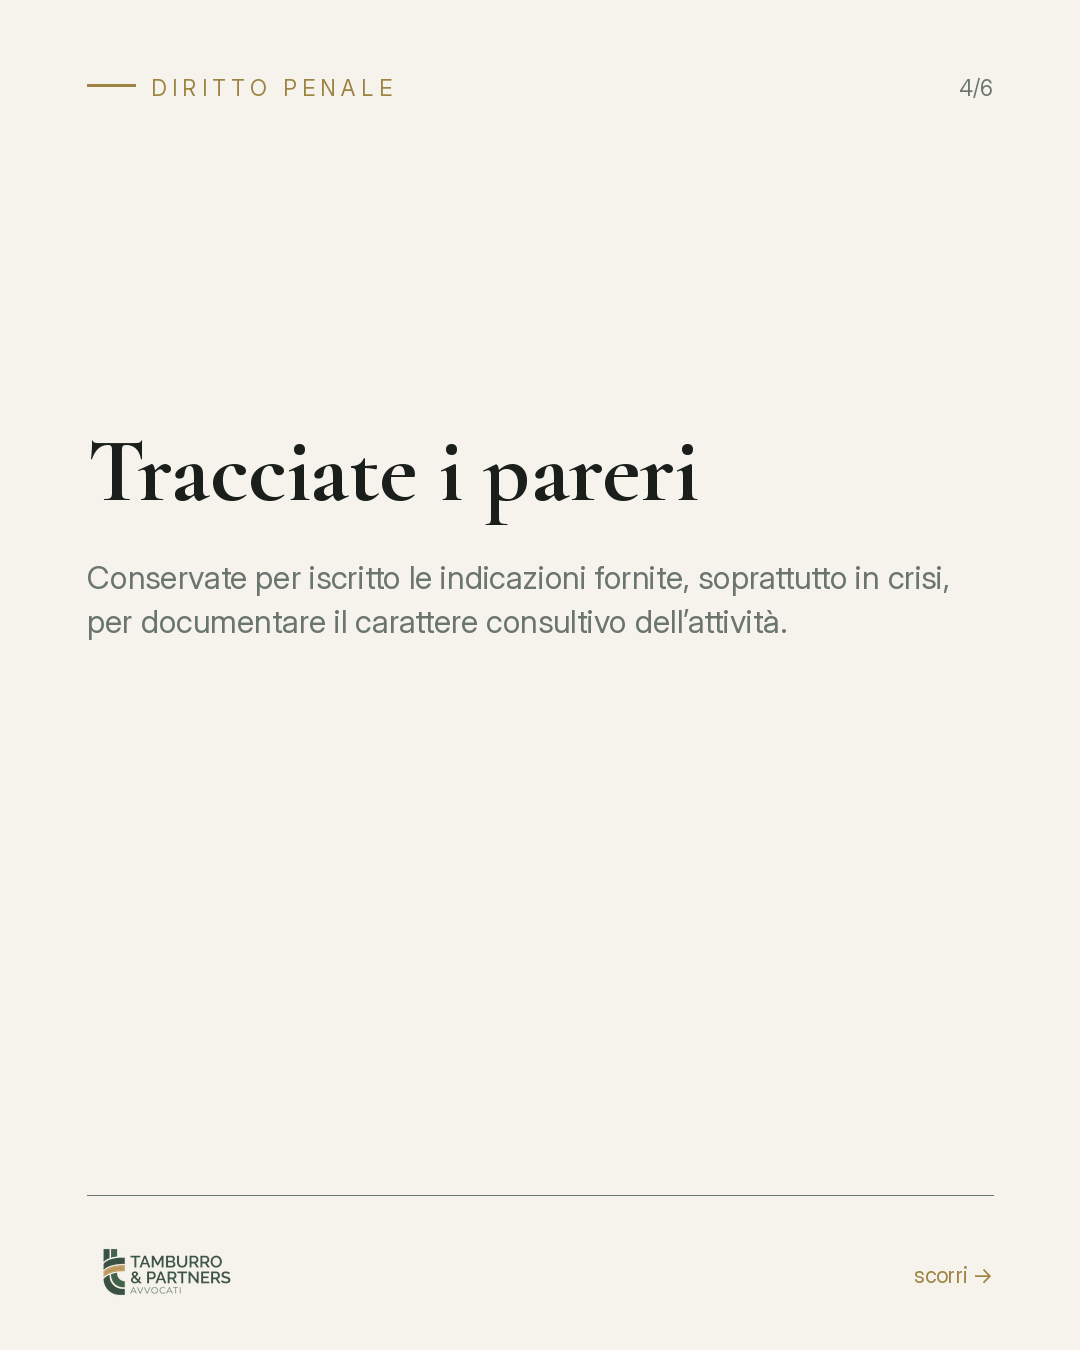 DIRITTO PENALE
4/6
Tracciate i pareri
Conservate per iscritto le indicazioni fornite, soprattutto in crisi,
per documentare il carattere consultivo dell’attività.
TAMBURRO
& PARTNERS
AVVOCATI
scorri →